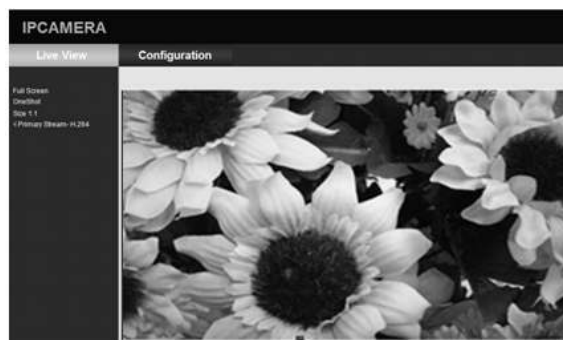 IPCAMERA
Live View
Configuration
Full Screen
OneShot
Size 1:1
Primary Stream- H.264